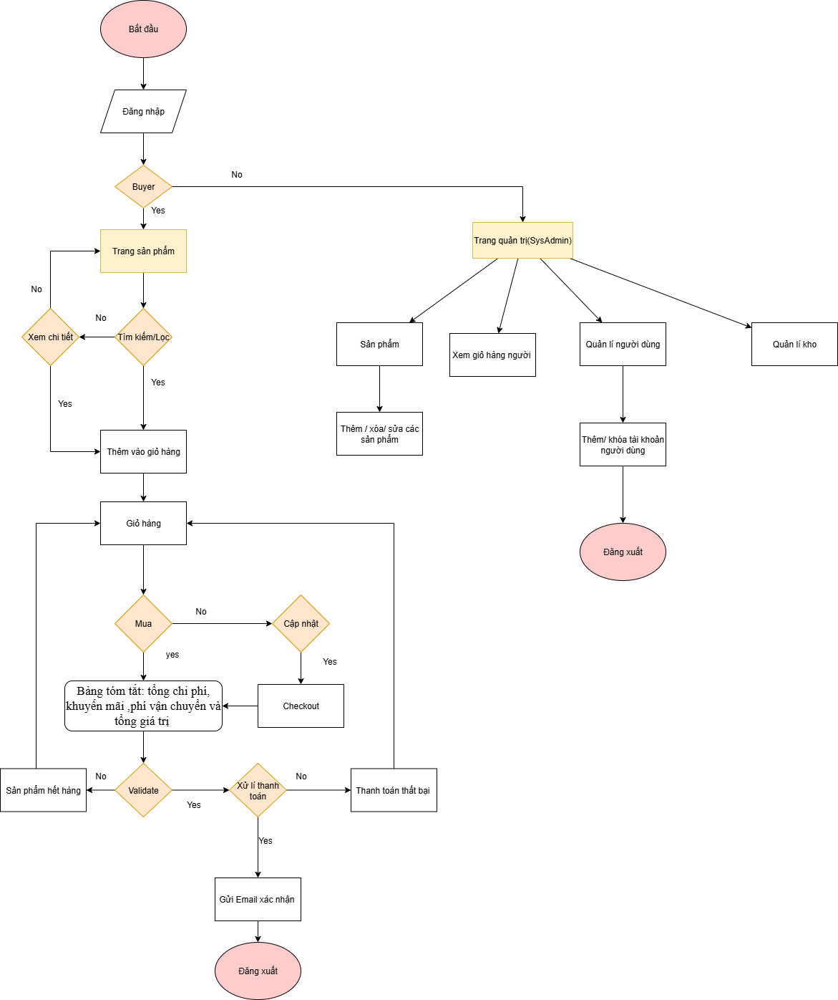 Bắt đầu
Đăng nhập
No
Buyer
Yes
Trang quản trị(SysAdmin)
Trang sản phẩm
No
No
Xem chi tiết
Tìm kiếm/Lọc
Sản phẩm
Xem giỏ hàng người
Quản lí người dùng
Quản lí kho
Yes
Yes
Thêm / xóa/ sửa các
sản phẩm
Thêm/ khóa tài khoản
người dùng
Thêm vào giỏ hàng
Giỏ hàng
Đăng xuất
No
Mua
Cập nhật
yes
Yes
Bảng tóm tắt: tổng chi phí,
khuyến mãi ,phí vận chuyển và
tổng giá trị
Checkout
No
No
Sản phẩm hết hàng
Validate
Xử lí thanh
toán
Thanh toán thất bại
Yes
Yes
Gửi Email xác nhận
Đăng xuất